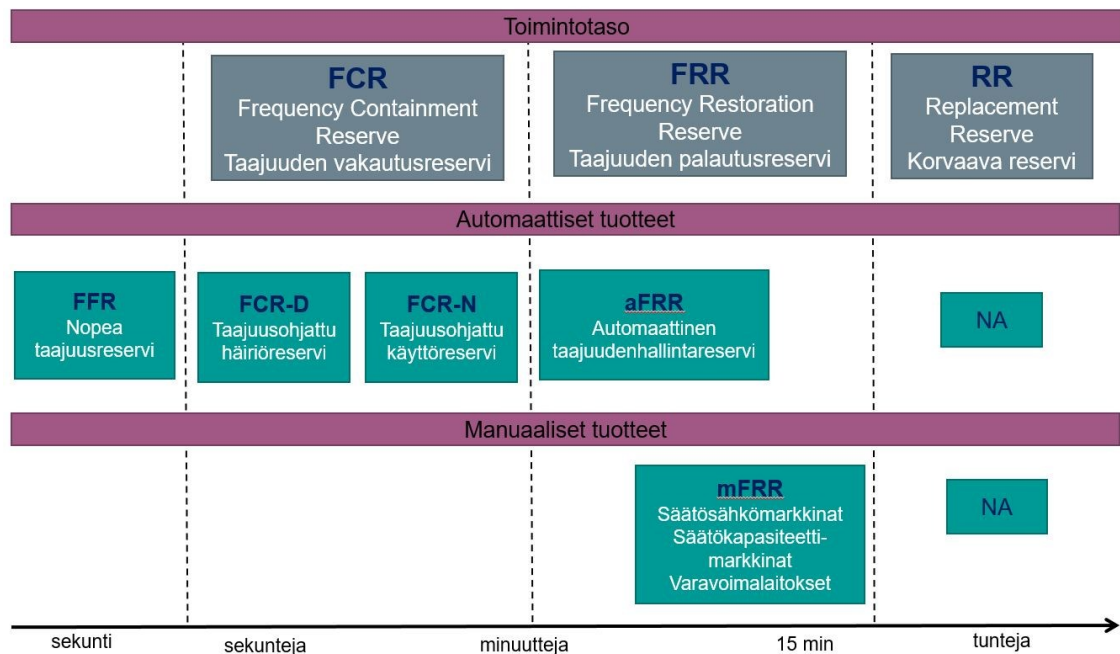 Toimintotaso
FCR
Frequency Containment
Reserve
Taajuuden vakautusreservi
FRR
Frequency Restoration
Reserve
Taajuuden palautusreservi
RR
Replacement
Reserve
Korvaava reservi
Automaattiset tuotteet
FFR
Nopea
taajuusreservi
FCR-D
Taajuusohjattu
häiriöreservi
FCR-N
Taajuusohjattu
käyttöreservi
aFRR
Automaattinen
taajuudenhallintareservi
NA
Manuaaliset tuotteet
mFRR
Säätösähkömarkkinat
Säätökapasiteetti-
markkinat
Varavoimalaitokset
NA
sekunti
sekunteja
minuutteja
15 min
tunteja